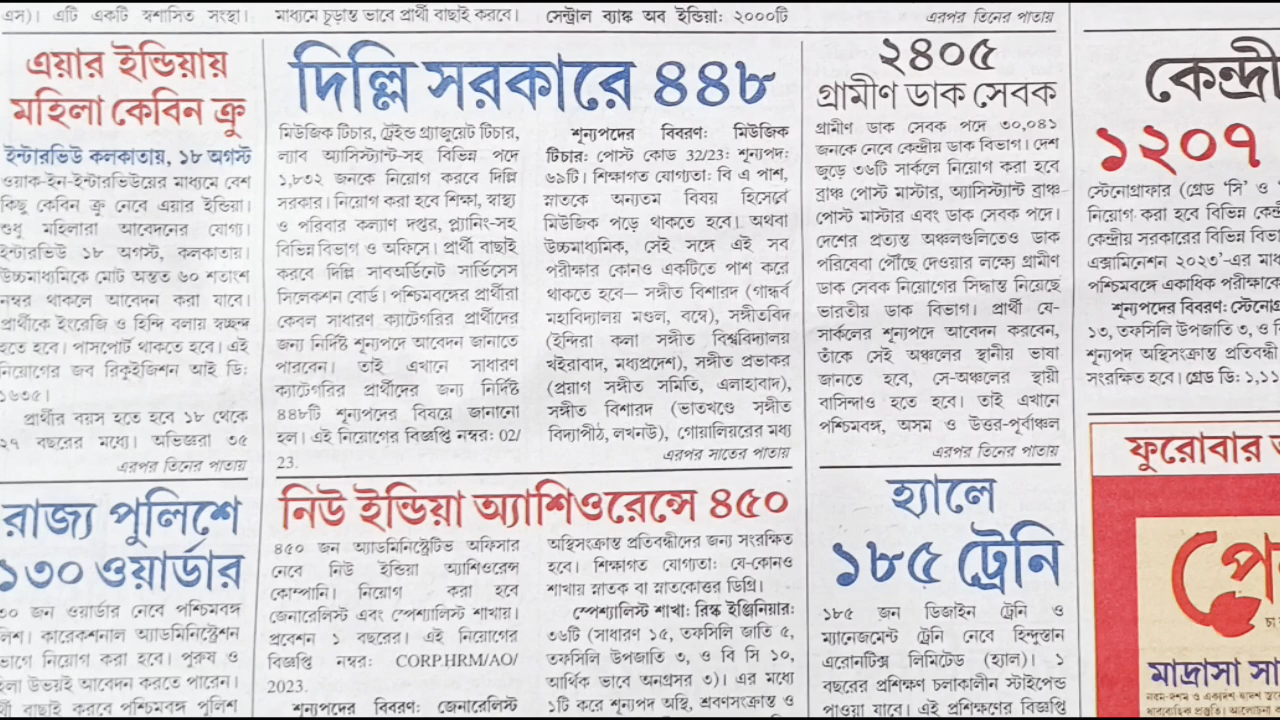 এস)। এটি একটি স্বশাসিত সংস্থা।
মাধ্যমে চূড়ান্ত ভাবে প্রার্থী বাছাই করবে।
সেন্ট্রাল ব্যাঙ্ক অব ইন্ডিয়া: ২০০০টি
এরপর তিনের পাতায়
এয়ার ইন্ডিয়ায়
মহিলা কেবিন ক্রু
ইন্টারভিউ কলকাতায়, ১৮ অগস্ট
ওয়াক-ইন-ইন্টারভিউয়ের মাধ্যমে বেশ
কিছু কেবিন ক্রু নেবে এয়ার ইন্ডিয়া।
শুধু মহিলারা আবেদনের যোগ্য।
ইন্টারভিউ ১৮ অগস্ট, কলকাতায়।
উচ্চমাধ্যমিকে মোট অন্তত ৬০ শতাংশ
নম্বর থাকলে আবেদন করা যাবে।
প্রার্থীকে ইংরেজি ও হিন্দি বলায় স্বচ্ছন্দ
হতে হবে। পাসপোর্ট থাকতে হবে। এই
নিয়োগের জব রিকুইজিশন আই ডি:
১৬৩৫।
প্রার্থীর বয়স হতে হবে ১৮ থেকে
২৭ বছরের মধ্যে। অভিজ্ঞরা ৩৫
এরপর তিনের পাতায়
রাজ্য পুলিশে
১৩০ ওয়ার্ডার
৩০ জন ওয়ার্ডার নেবে পশ্চিমবঙ্গ
লিশ। কারেকশনাল অ্যাডমিনিস্ট্রেশন
ভাগে নিয়োগ করা হবে। পুরুষ ও
ইলা উভয়ই আবেদন করতে পারেন।
র্থী বাছাই করবে পশ্চিমবঙ্গ পুলিশ
দিল্লি সরকারে ৪৪৮
মিউজিক টিচার, ট্রেইন্ড গ্র্যাজুয়েট টিচার,
ল্যাব অ্যাসিস্ট্যান্ট-সহ বিভিন্ন পদে
১,৮৩২ জনকে নিয়োগ করবে দিল্লি
সরকার। নিয়োগ করা হবে শিক্ষা, স্বাস্থ্য
ও পরিবার কল্যাণ দপ্তর, প্ল্যানিং-সহ
বিভিন্ন বিভাগ ও অফিসে। প্রার্থী বাছাই
করবে দিল্লি সাবঅর্ডিনেট সার্ভিসেস
সিলেকশন বোর্ড। পশ্চিমবঙ্গের প্রার্থীরা
কেবল সাধারণ ক্যাটেগরির প্রার্থীদের
জন্য নির্দিষ্ট শূন্যপদে আবেদন জানাতে
পারবেন। তাই এখানে সাধারণ
ক্যাটেগরির প্রার্থীদের জন্য নির্দিষ্ট
৪৪৮টি শূন্যপদের বিষয়ে জানানো
হল। এই নিয়োগের বিজ্ঞপ্তি নম্বর: 02/
23.
শূন্যপদের বিবরণ: মিউজিক
টিচার: পোস্ট কোড 32/23: শূন্যপদ:
৬৯টি। শিক্ষাগত যোগ্যতা: বি এ পাশ,
স্নাতকে অন্যতম বিষয় হিসেবে
মিউজিক পড়ে থাকতে হবে। অথবা
উচ্চমাধ্যমিক, সেই সঙ্গে এই সব
পরীক্ষার কোনও একটিতে পাশ করে
থাকতে হবে— সঙ্গীত বিশারদ (গান্ধর্ব
মহাবিদ্যালয় মণ্ডল, বম্বে), সঙ্গীতবিদ
(ইন্দিরা কলা সঙ্গীত বিশ্ববিদ্যালয়
খইরাবাদ, মধ্যপ্রদেশ), সঙ্গীত প্রভাকর
(প্রয়াগ সঙ্গীত সমিতি, এলাহাবাদ),
সঙ্গীত বিশারদ (ভাতখণ্ডে সঙ্গীত
বিদ্যাপীঠ, লখনউ), গোয়ালিয়রের মধ্য
এরপর সাতের পাতায়
নিউ ইন্ডিয়া অ্যাশিওরেন্সে ৪৫০
৪৫০ জন অ্যাডমিনিস্ট্রেটিভ অফিসার
নেবে নিউ ইন্ডিয়া অ্যাশিওরেন্স
কোম্পানি। নিয়োগ করা হবে
জেনারেলিস্ট এবং স্পেশ্যালিস্ট শাখায়।
প্রবেশন ১ বছরের। এই নিয়োগের
বিজ্ঞপ্তি নম্বর: CORP.HRM/AO/
2023.
শূন্যপদের বিবরণ: জেনারেলিস্ট
অস্থিসংক্রান্ত প্রতিবন্ধীদের জন্য সংরক্ষিত
হবে। শিক্ষাগত যোগ্যতা: যে-কোনও
শাখায় স্নাতক বা স্নাতকোত্তর ডিগ্রি।
স্পেশ্যালিস্ট শাখা: রিস্ক ইঞ্জিনিয়ার:
৩৬টি (সাধারণ ১৫, তফসিলি জাতি ৫,
তফসিলি উপজাতি ৩, ও বি সি ১০,
আর্থিক ভাবে অনগ্রসর ৩)। এর মধ্যে
১টি করে শূন্যপদ অস্থি, শ্রবণসংক্রান্ত ও
২৪০৫
গ্রামীণ ডাক সেবক
গ্রামীণ ডাক সেবক পদে ৩০,০৪১
জনকে নেবে কেন্দ্রীয় ডাক বিভাগ। দেশ
জুড়ে ৩৬টি সার্কলে নিয়োগ করা হবে
ব্রাঞ্চ পোস্ট মাস্টার, অ্যাসিস্ট্যান্ট ব্রাঞ্চ-
পোস্ট মাস্টার এবং ডাক সেবক পদে।
দেশের প্রত্যন্ত অঞ্চলগুলিতেও ডাক
পরিষেবা পৌঁছে দেওয়ার লক্ষ্যে গ্রামীণ
ডাক সেবক নিয়োগের সিদ্ধান্ত নিয়েছে
ভারতীয় ডাক বিভাগ। প্রার্থী যে-
সার্কলের শূন্যপদে আবেদন করবেন,
তাঁকে সেই অঞ্চলের স্থানীয় ভাষা
জানতে হবে, সে-অঞ্চলের স্থায়ী
বাসিন্দাও হতে হবে। তাই এখানে
পশ্চিমবঙ্গ, অসম ও উত্তর-পূর্বাঞ্চল
এরপর তিনের পাতায়
হ্যালে
১৮৫ ট্রেনি
১৮৫ জন ডিজাইন ট্রেনি ও
ম্যানেজমেন্ট ট্রেনি নেবে হিন্দুস্তান
এরোনটিক্স লিমিটেড (হ্যাল)। ১
বছরের প্রশিক্ষণ চলাকালীন স্টাইপেন্ড
পাওয়া যাবে। এই প্রশিক্ষণের বিজ্ঞপ্তি
কেন্দ্রী
১২০৭
স্টেনোগ্রাফার (গ্রেড 'সি' ও
নিয়োগ করা হবে বিভিন্ন কেন্দ্রী
কেন্দ্রীয় সরকারের বিভিন্ন বিভা
এক্সামিনেশন ২০২৩'-এর মাধ
পশ্চিমবঙ্গে একাধিক পরীক্ষাকে
শূন্যপদের বিবরণ: স্টেনোগ্র
১৩, তফসিলি উপজাতি ৩, ও
শূন্যপদ অস্থিসংক্রান্ত প্রতিবন্ধী
সংরক্ষিত হবে। গ্রেড ডি: ১,১১
ফুরোবার
পে
মাদ্রাসা সা